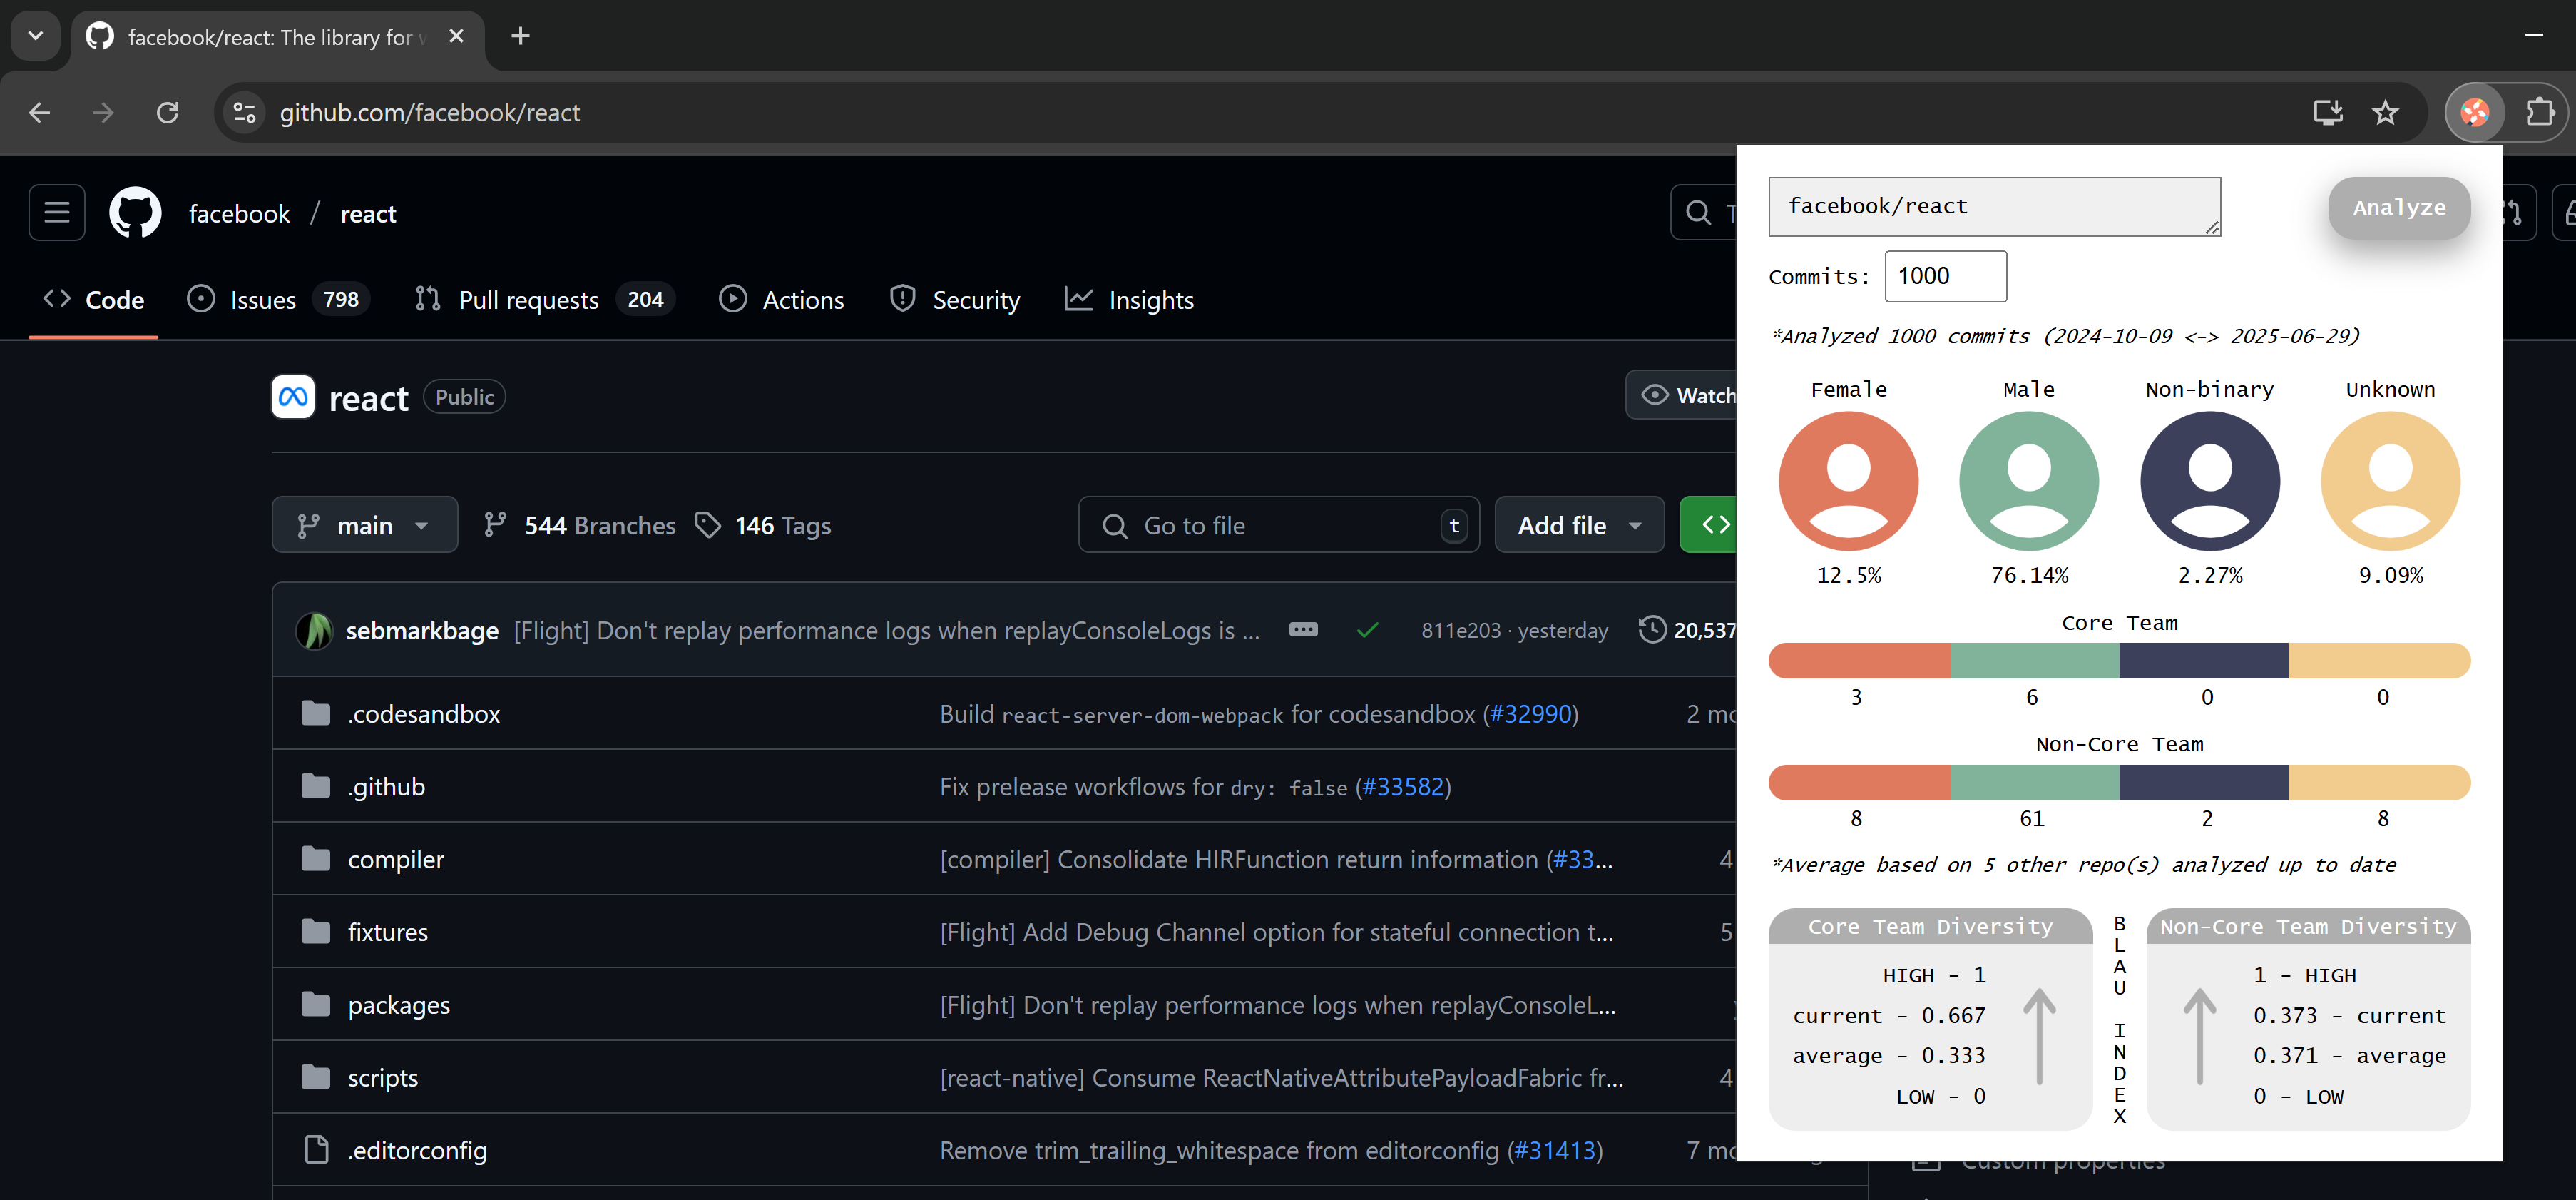 facebook/react: The library for w
github.com/facebook/react
facebook / react
Code
Issues 798
Pull requests 204
Actions
Security
Insights
react Public
Watch
main
544 Branches
146 Tags
Go to file
t
Add file
sebmarkbage [Flight] Don't replay performance logs when replayConsoleLogs is ...
811e203 · yesterday
20,537
.codesandbox
Build react-server-dom-webpack for codesandbox (#32990)
2 mo
.github
Fix prelease workflows for dry: false (#33582)
compiler
[compiler] Consolidate HIRFunction return information (#33...
4
fixtures
[Flight] Add Debug Channel option for stateful connection t...
5
packages
[Flight] Don't replay performance logs when replayConsoleL...
scripts
[react-native] Consume ReactNativeAttributePayloadFabric fr...
4
.editorconfig
Remove trim_trailing_whitespace from editorconfig (#31413)
7 mo
facebook/react
Analyze
Commits: 1000
*Analyzed 1000 commits (2024-10-09 <-> 2025-06-29)
Female Male Non-binary Unknown
12.5% 76.14% 2.27% 9.09%
Core Team
3 6 0 0
Non-Core Team
8 61 2 8
*Average based on 5 other repo(s) analyzed up to date
Core Team Diversity
HIGH - 1
current - 0.667
average - 0.333
LOW - 0
BLAU INDEX
Non-Core Team Diversity
1 - HIGH
0.373 - current
0.371 - average
0 - LOW
Custom properties